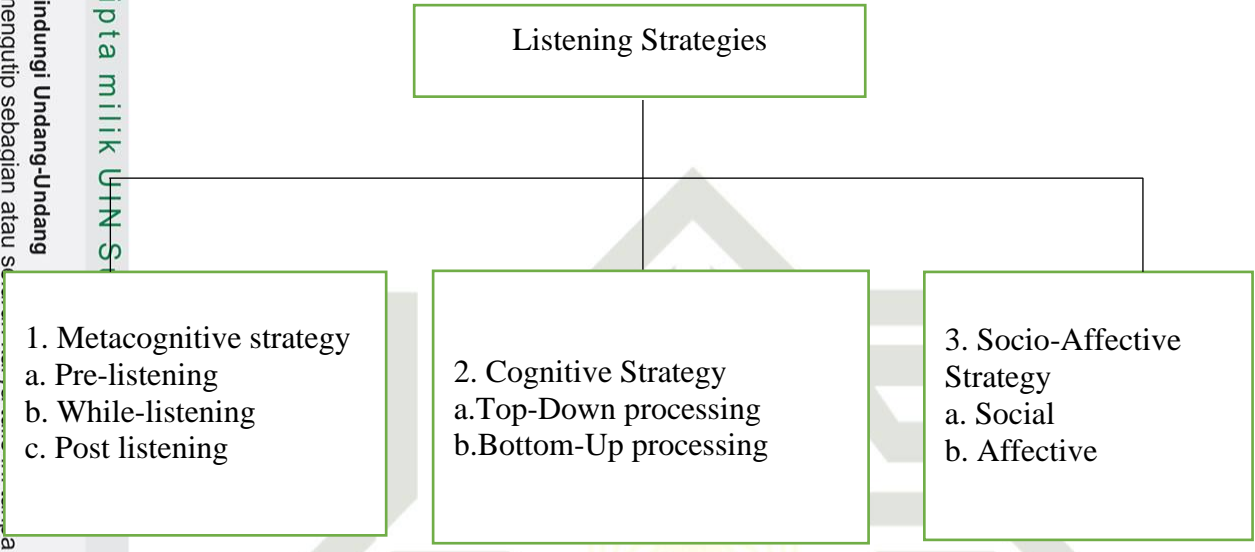 Listening Strategies
1. Metacognitive strategy
a. Pre-listening
b. While-listening
c. Post listening
2. Cognitive Strategy
a.Top-Down processing
b.Bottom-Up processing
3. Socio-Affective
Strategy
a. Social
b. Affective
ipta milik UIN
indungi Undang-Undang
mengutip sebagian atau